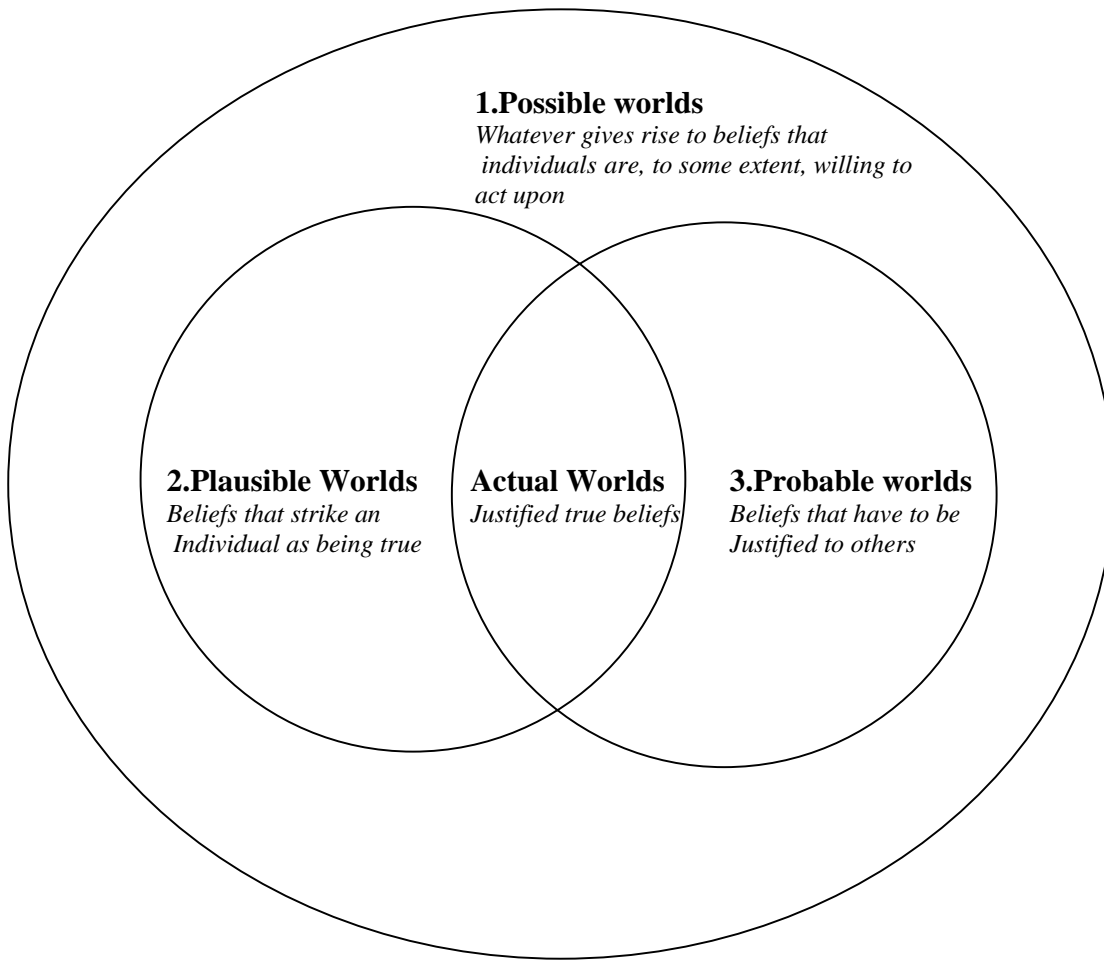 1.Possible worlds
Whatever gives rise to beliefs that
individuals are, to some extent, willing to
act upon
2.Plausible Worlds
Beliefs that strike an
Individual as being true
Actual Worlds
Justified true beliefs
3.Probable worlds
Beliefs that have to be
Justified to others